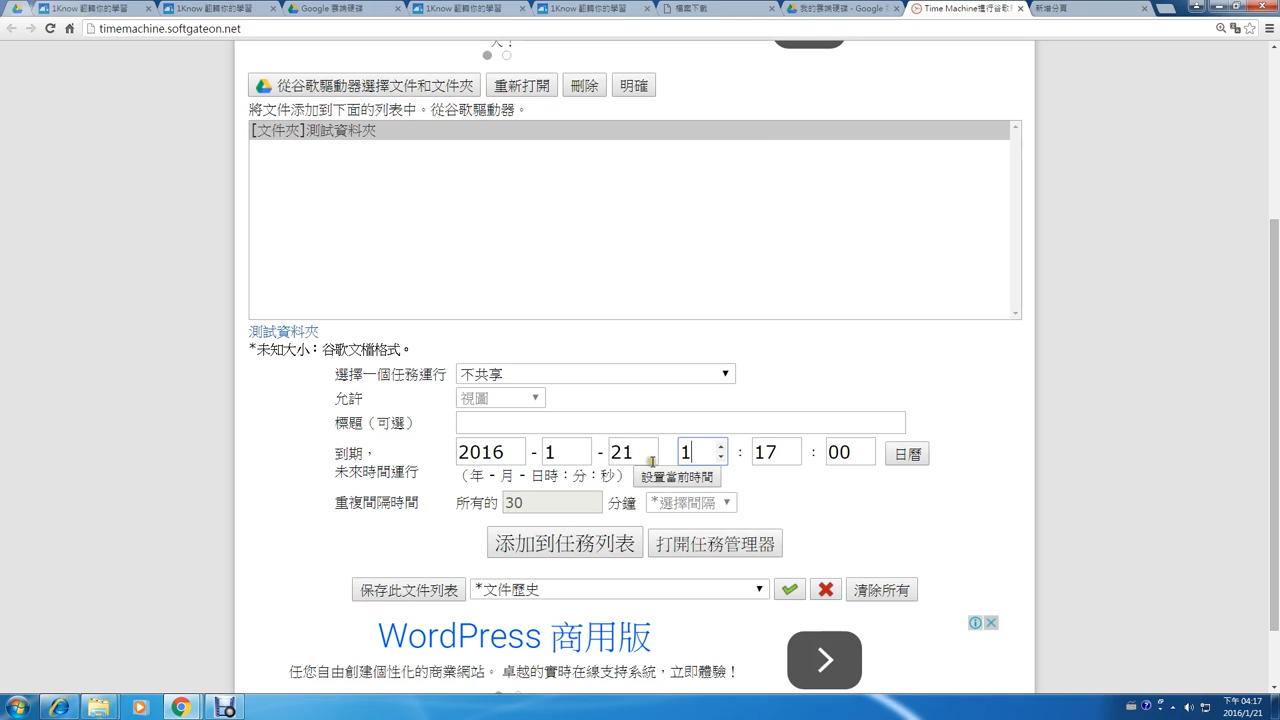 1Know 翻轉你的學習
1Know 翻轉你的學習
Google 雲端硬碟
1Know 翻轉你的學習
1Know 翻轉你的學習
檔案下載
我的雲端硬碟 - Google
Time Machine進行谷歌
新增分頁
timemachine.softgateon.net
從谷歌驅動器選擇文件和文件夾 重新打開 刪除 明確
將文件添加到下面的列表中。從谷歌驅動器。
[文件夾]測試資料夾
測試資料夾
*未知大小：谷歌文檔格式。
選擇一個任務運行 不共享
允許 視圖
標題（可選）
到期, 2016 - 1 - 21 1 : 17 : 00 日曆
未來時間運行 （年－月－日時：分：秒） 設置當前時間
重複間隔時間 所有的 30 分鐘 *選擇間隔
添加到任務列表 打開任務管理器
保存此文件列表 *文件歷史 清除所有
WordPress 商用版
任您自由創建個性化的商業網站。卓越的實時在線支持系統，立即體驗！
下午 04:17
2016/1/21